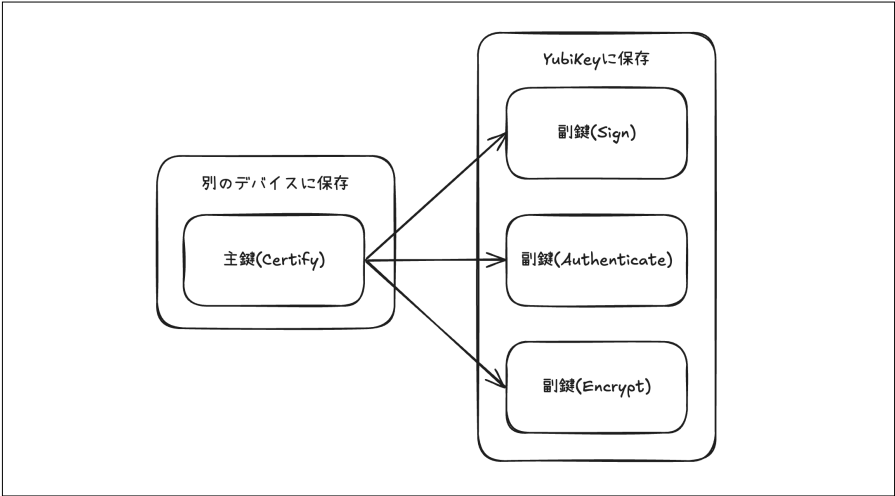 別のデバイスに保存
主鍵(Certify)
YubiKeyに保存
副鍵(Sign)
副鍵(Authenticate)
副鍵(Encrypt)